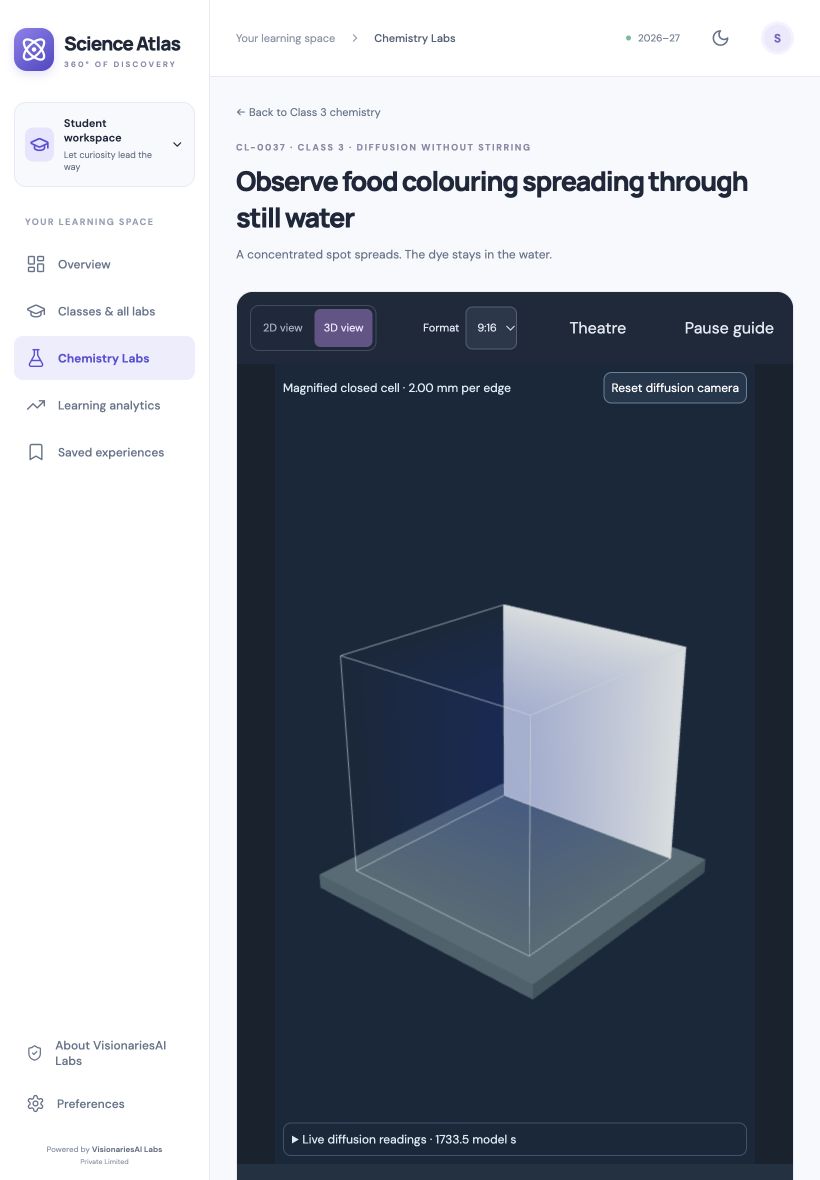 Science Atlas
360° OF DISCOVERY
Student
workspace
Let curiosity lead the
way
YOUR LEARNING SPACE
Overview
Classes & all labs
Chemistry Labs
Learning analytics
Saved experiences
About VisionariesAI
Labs
Preferences
Powered by VisionariesAI Labs
Private Limited
Your learning space > Chemistry Labs
2026–27
S
← Back to Class 3 chemistry
CL-0037 · CLASS 3 · DIFFUSION WITHOUT STIRRING
Observe food colouring spreading through
still water
A concentrated spot spreads. The dye stays in the water.
2D view 3D view Format 9:16 Theatre Pause guide
Magnified closed cell · 2.00 mm per edge
Reset diffusion camera
▶ Live diffusion readings · 1733.5 model s